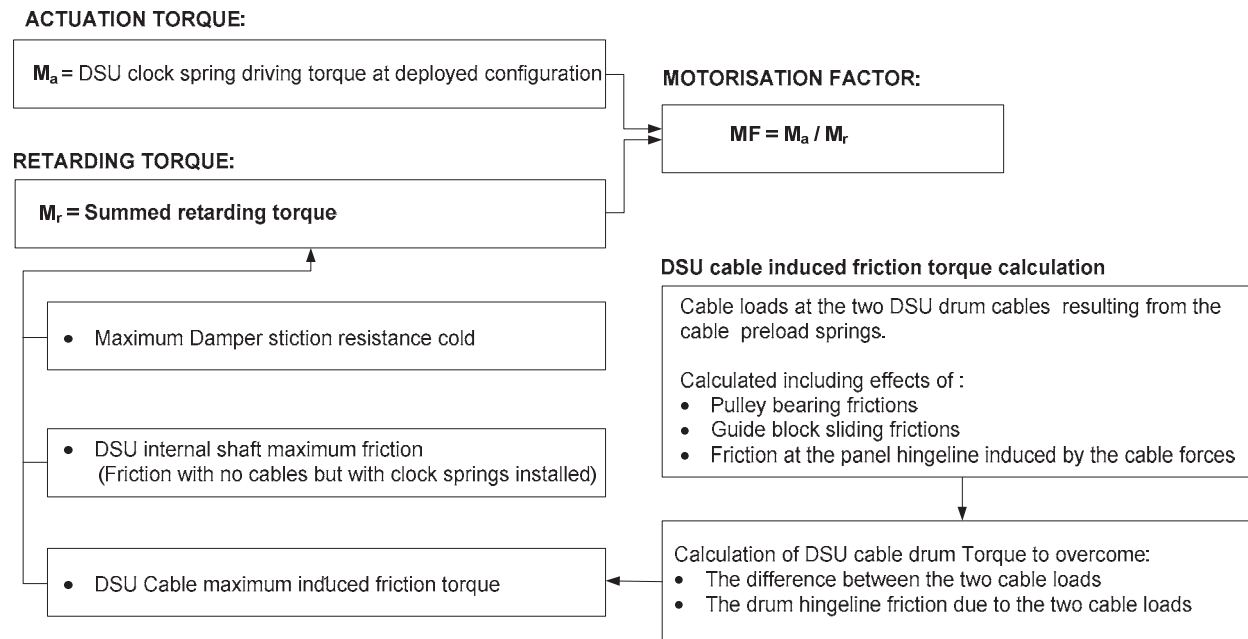 ACTUATION TORQUE:
Ma = DSU clock spring driving torque at deployed configuration
MOTORISATION FACTOR:
MF = Ma / Mr
RETARDING TORQUE:
Mr = Summed retarding torque
• Maximum Damper stiction resistance cold
• DSU internal shaft maximum friction
(Friction with no cables but with clock springs installed)
• DSU Cable maximum induced friction torque
DSU cable induced friction torque calculation
Cable loads at the two DSU drum cables resulting from the
cable preload springs.
Calculated including effects of :
• Pulley bearing frictions
• Guide block sliding frictions
• Friction at the panel hingeline induced by the cable forces
Calculation of DSU cable drum Torque to overcome:
• The difference between the two cable loads
• The drum hingeline friction due to the two cable loads